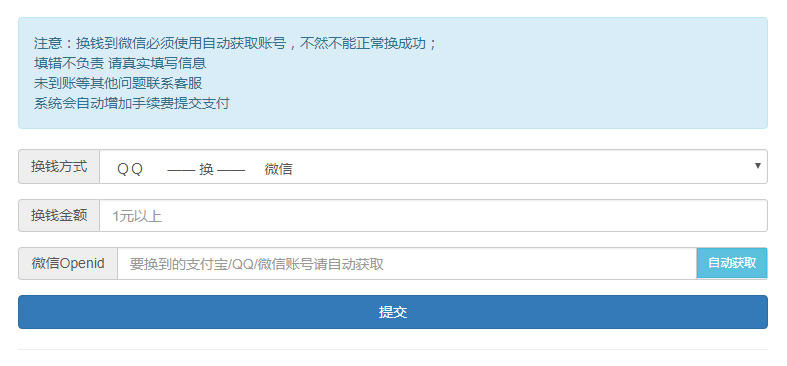 注意：换钱到微信必须使用自动获取账号，不然不能正常换成功；
填错不负责 请真实填写信息
未到账等其他问题联系客服
系统会自动增加手续费提交支付
换钱方式 QQ —— 换 —— 微信
换钱金额 1元以上
微信Openid 要换到的支付宝/QQ/微信账号请自动获取 自动获取
提交